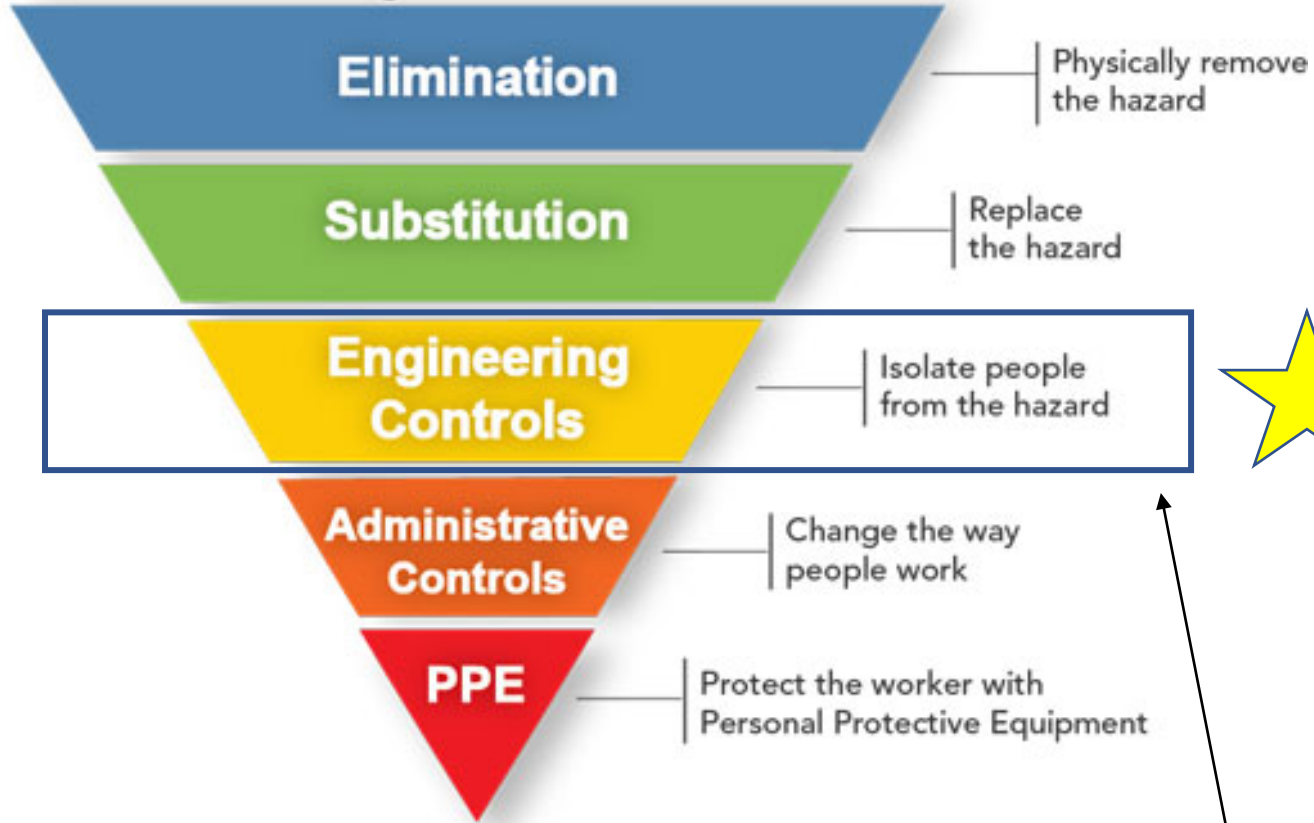 Elimination
Physically remove
the hazard
Substitution
Replace
the hazard
Engineering
Controls
Isolate people
from the hazard
Administrative
Controls
Change the way
people work
PPE
Protect the worker with
Personal Protective Equipment